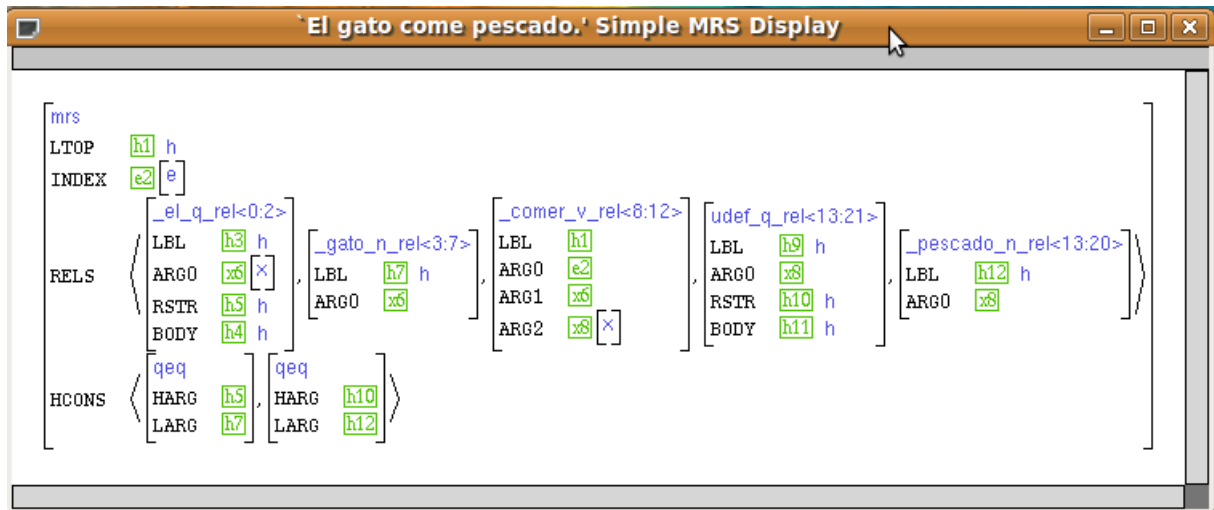 `El gato come pescado.' Simple MRS Display
mrs
LTOP h1 h
INDEX e2 e
RELS
_el_q_rel<0:2>
LBL h3 h
ARG0 x6 x
RSTR h5 h
BODY h4 h
,
_gato_n_rel<3:7>
LBL h7 h
ARG0 x6
,
_comer_v_rel<8:12>
LBL h1
ARG0 e2
ARG1 x6
ARG2 x8 x
,
udef_q_rel<13:21>
LBL h9 h
ARG0 x8
RSTR h10 h
BODY h11 h
,
_pescado_n_rel<13:20>
LBL h12 h
ARG0 x8
HCONS
qeq
HARG h5
LARG h7
,
qeq
HARG h10
LARG h12